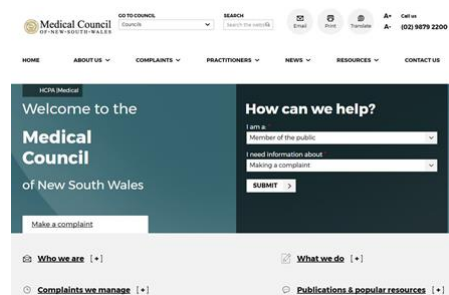 Medical Council
OF·NEW·SOUTH·WALES
GO TO COUNCIL
Councils
SEARCH
Search the website
Email
Print
Translate
A+
A-
Call us
(02) 9879 2200
HOME
ABOUT US
COMPLAINTS
PRACTITIONERS
NEWS
RESOURCES
CONTACT US
HCPA |Medical
Welcome to the
Medical
Council
of New South Wales
Make a complaint
How can we help?
I am a
Member of the public
I need information about
Making a complaint
SUBMIT >
Who we are [+]
What we do [+]
Complaints we manage [+]
Publications & popular resources [+]